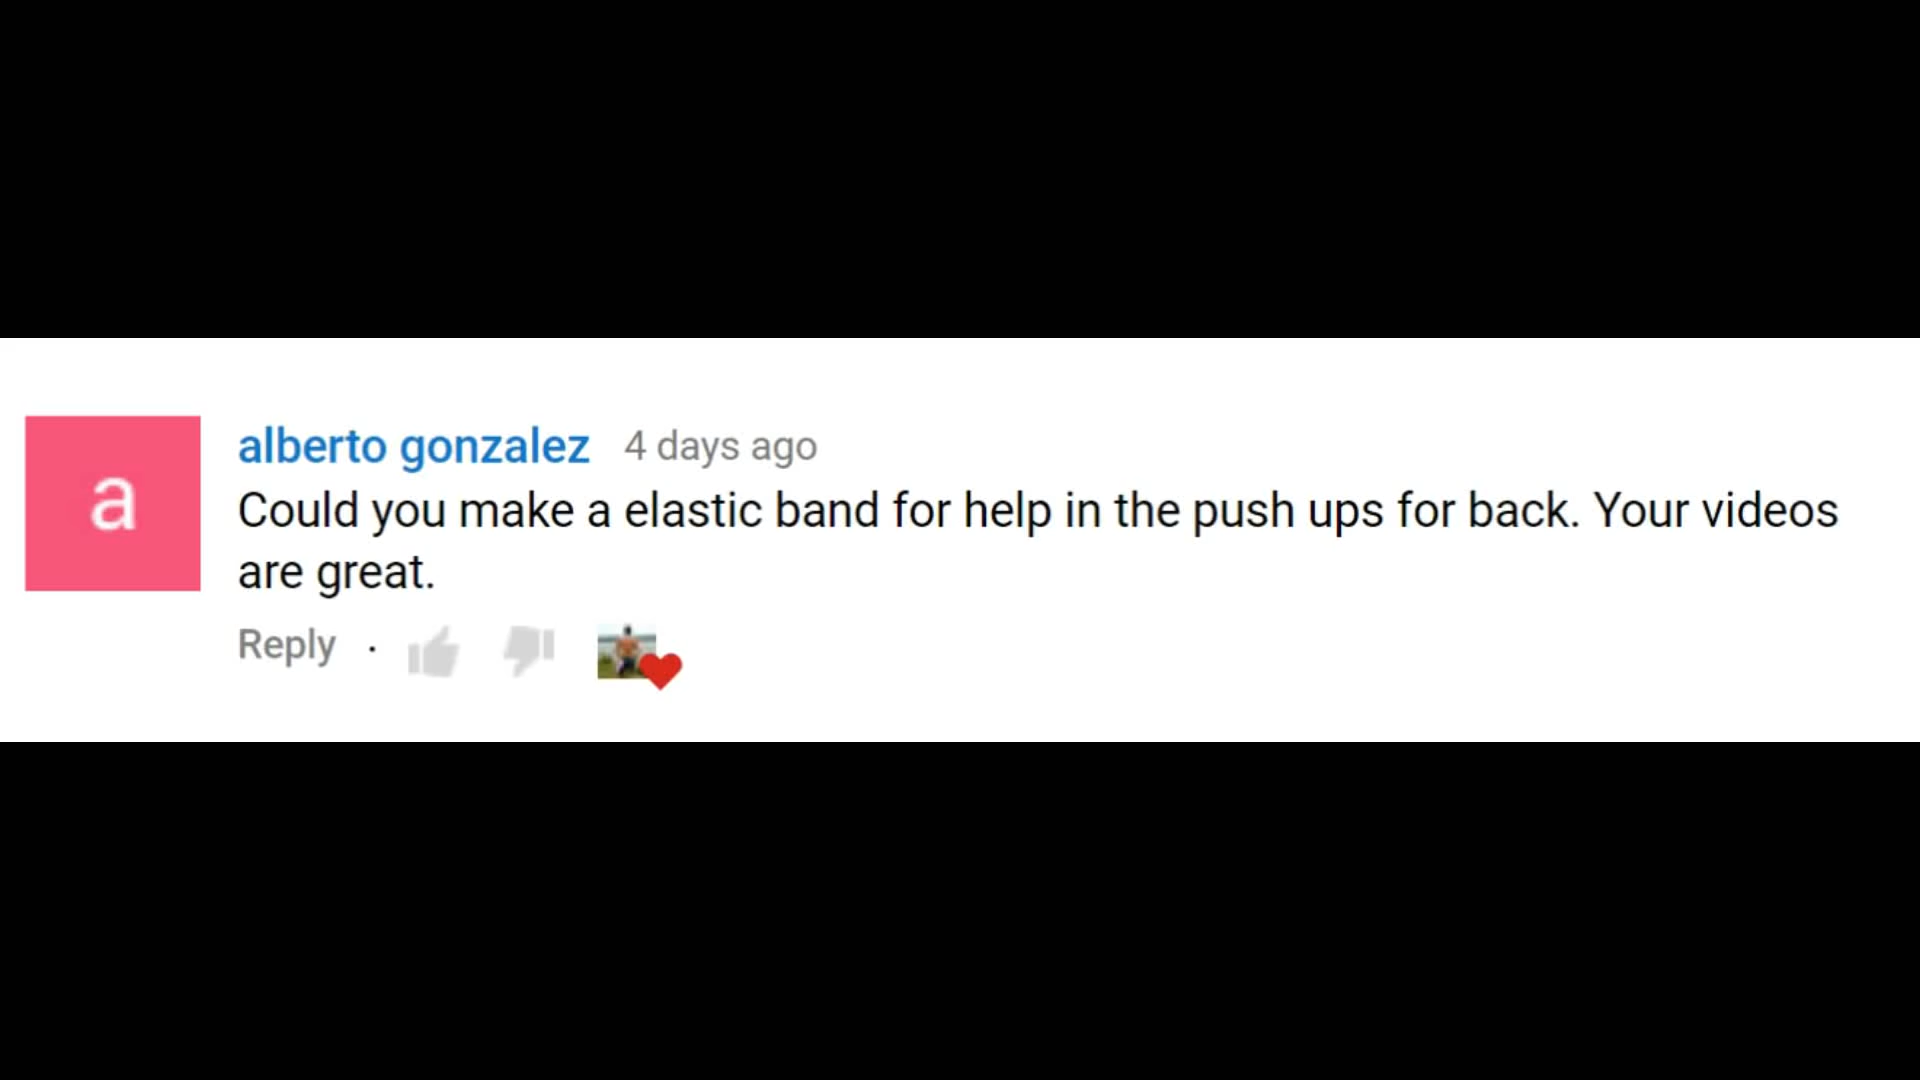 a
alberto gonzalez 4 days ago
Could you make a elastic band for help in the push ups for back. Your videos
are great.
Reply ·